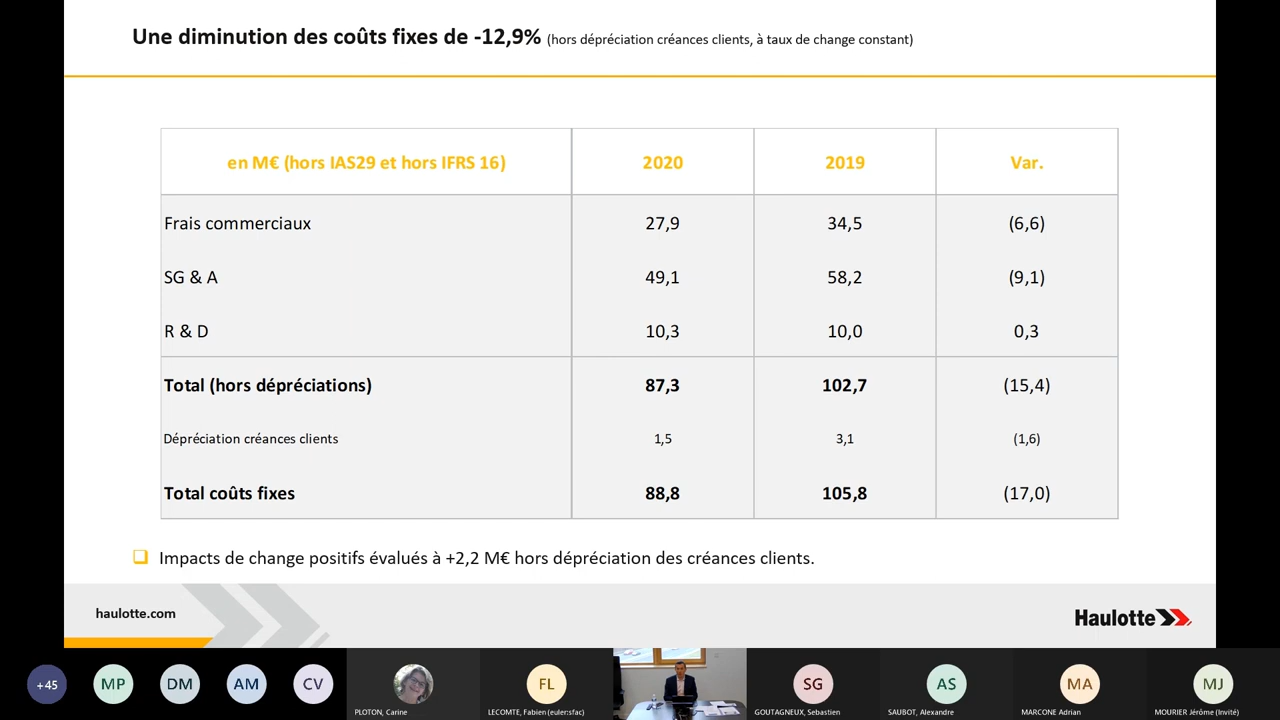 Une diminution des coûts fixes de -12,9% (hors dépréciation créances clients, à taux de change constant)
en M€ (hors IAS29 et hors IFRS 16) 2020 2019 Var.
Frais commerciaux 27,9 34,5 (6,6)
SG & A 49,1 58,2 (9,1)
R & D 10,3 10,0 0,3
Total (hors dépréciations) 87,3 102,7 (15,4)
Dépréciation créances clients 1,5 3,1 (1,6)
Total coûts fixes 88,8 105,8 (17,0)
Impacts de change positifs évalués à +2,2 M€ hors dépréciation des créances clients.
haulotte.com
Haulotte
+45 MP DM AM CV FL SG AS MA MJ
PLOTON, Carine LECOMTE, Fabien (euler:sfac) GOUTAGNEUX, Sebastien SAUBOT, Alexandre MARCONE Adrian MOURIER Jérôme (Invité)